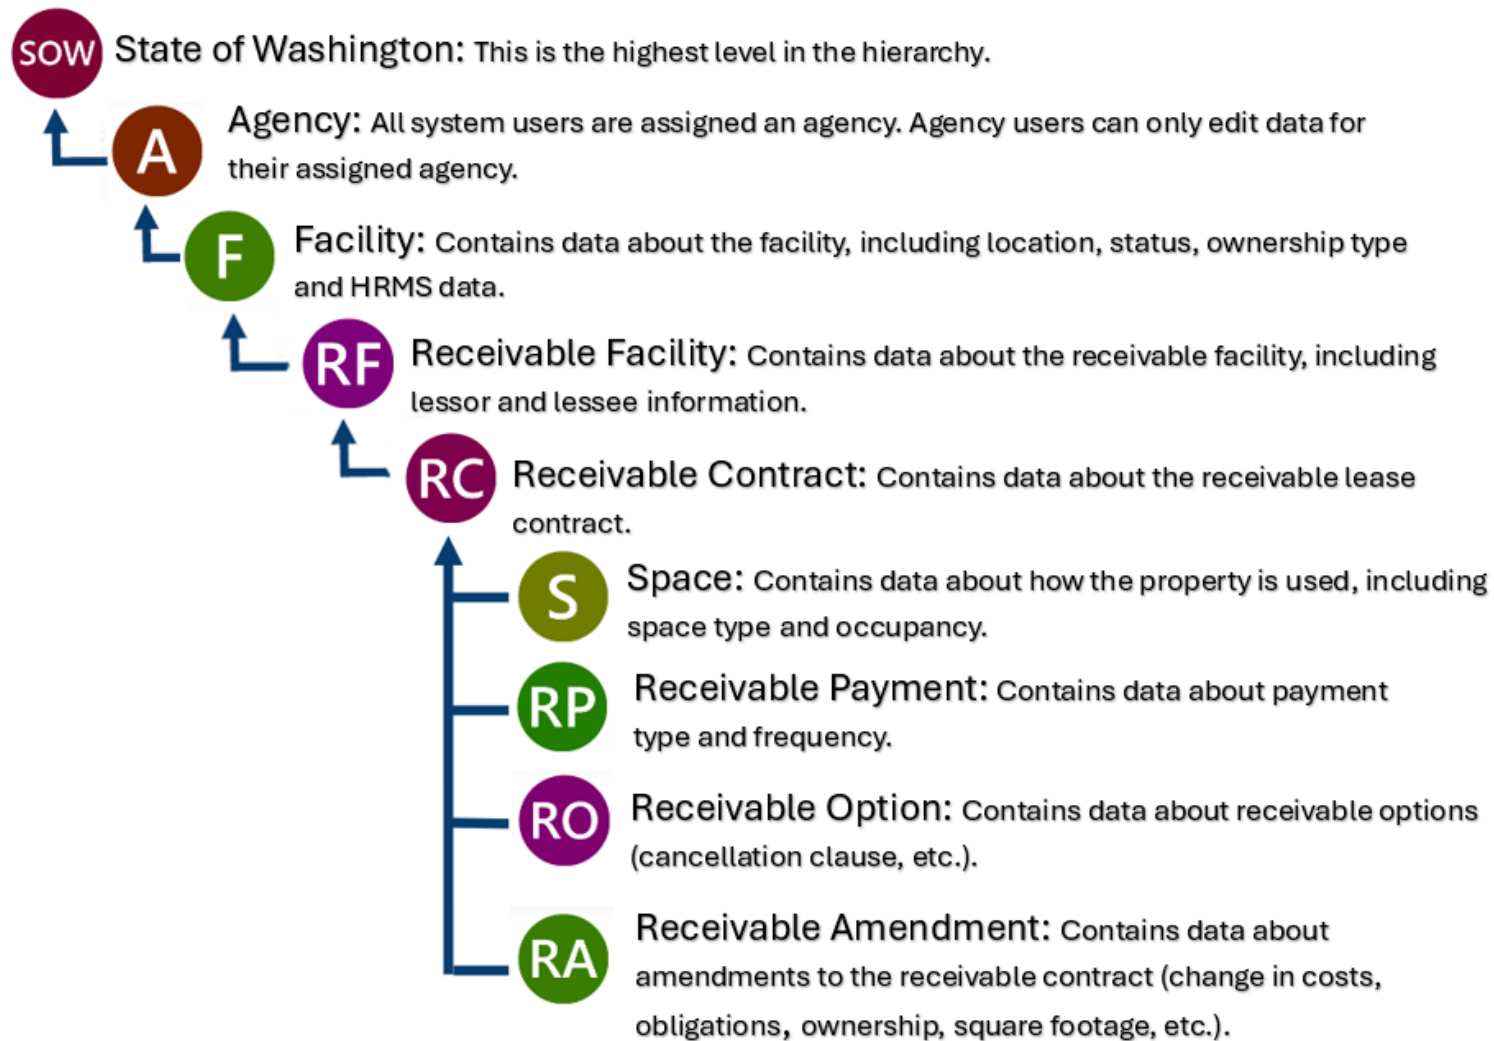 SOW State of Washington: This is the highest level in the hierarchy.
A Agency: All system users are assigned an agency. Agency users can only edit data for
their assigned agency.
F Facility: Contains data about the facility, including location, status, ownership type
and HRMS data.
RF Receivable Facility: Contains data about the receivable facility, including
lessor and lessee information.
RC Receivable Contract: Contains data about the receivable lease
contract.
S Space: Contains data about how the property is used, including
space type and occupancy.
RP Receivable Payment: Contains data about payment
type and frequency.
RO Receivable Option: Contains data about receivable options
(cancellation clause, etc.).
RA Receivable Amendment: Contains data about
amendments to the receivable contract (change in costs,
obligations, ownership, square footage, etc.).